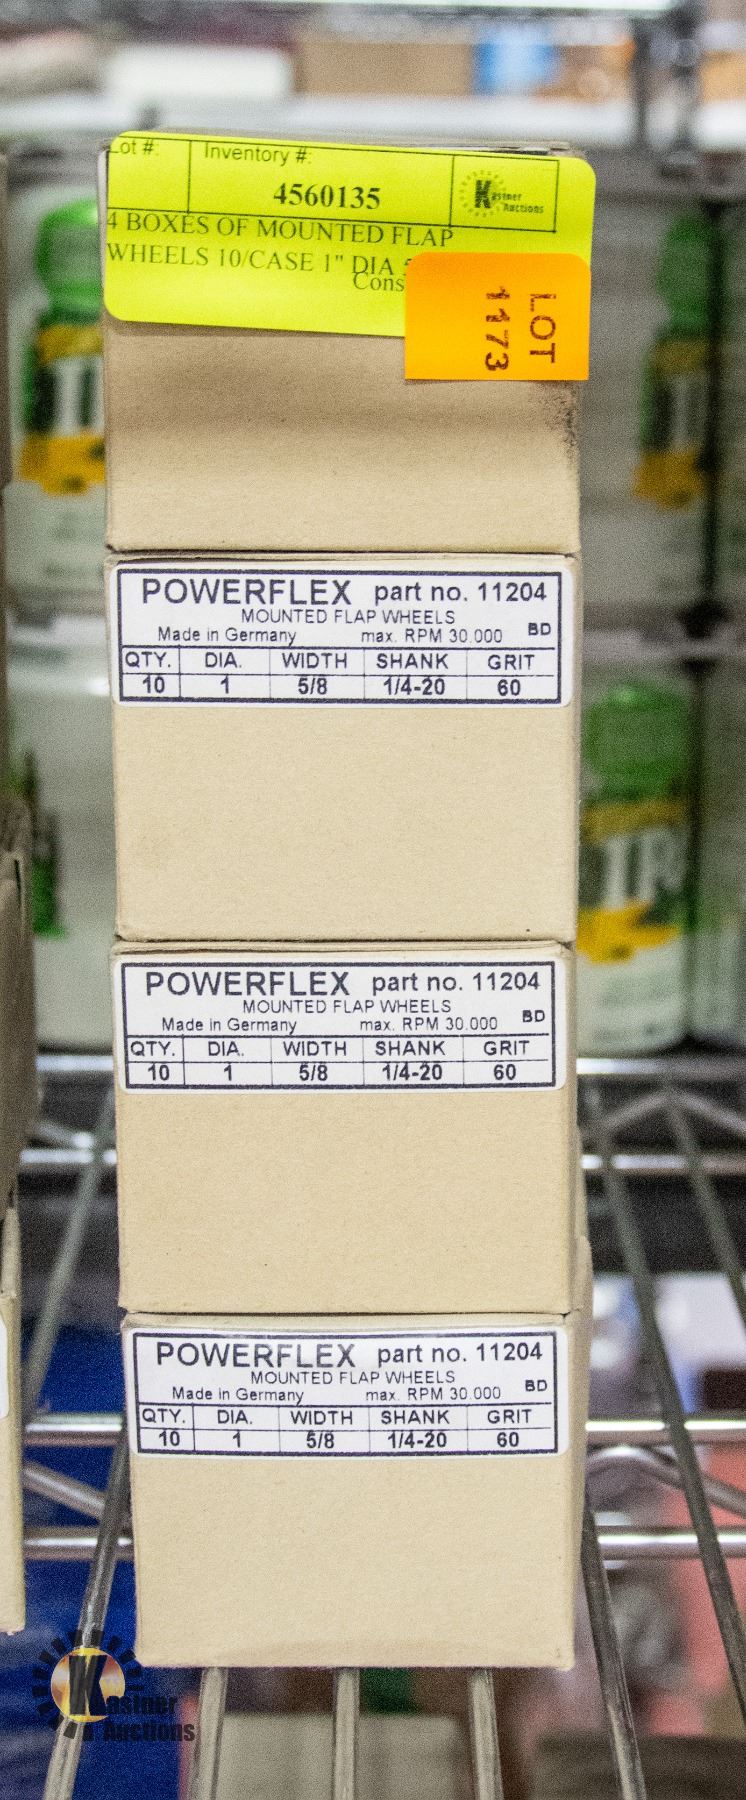 Lot #:
Inventory #:
4560135
Kastner
Auctions
4 BOXES OF MOUNTED FLAP
WHEELS 10/CASE 1" DIA
Cons
LOT
1173
POWERFLEX part no. 11204
MOUNTED FLAP WHEELS
Made in Germany max. RPM 30.000 BD
QTY. DIA. WIDTH SHANK GRIT
10 1 5/8 1/4-20 60
POWERFLEX part no. 11204
MOUNTED FLAP WHEELS
Made in Germany max. RPM 30.000 BD
QTY. DIA. WIDTH SHANK GRIT
10 1 5/8 1/4-20 60
POWERFLEX part no. 11204
MOUNTED FLAP WHEELS
Made in Germany max. RPM 30.000 BD
QTY. DIA. WIDTH SHANK GRIT
10 1 5/8 1/4-20 60
Kastner
Auctions